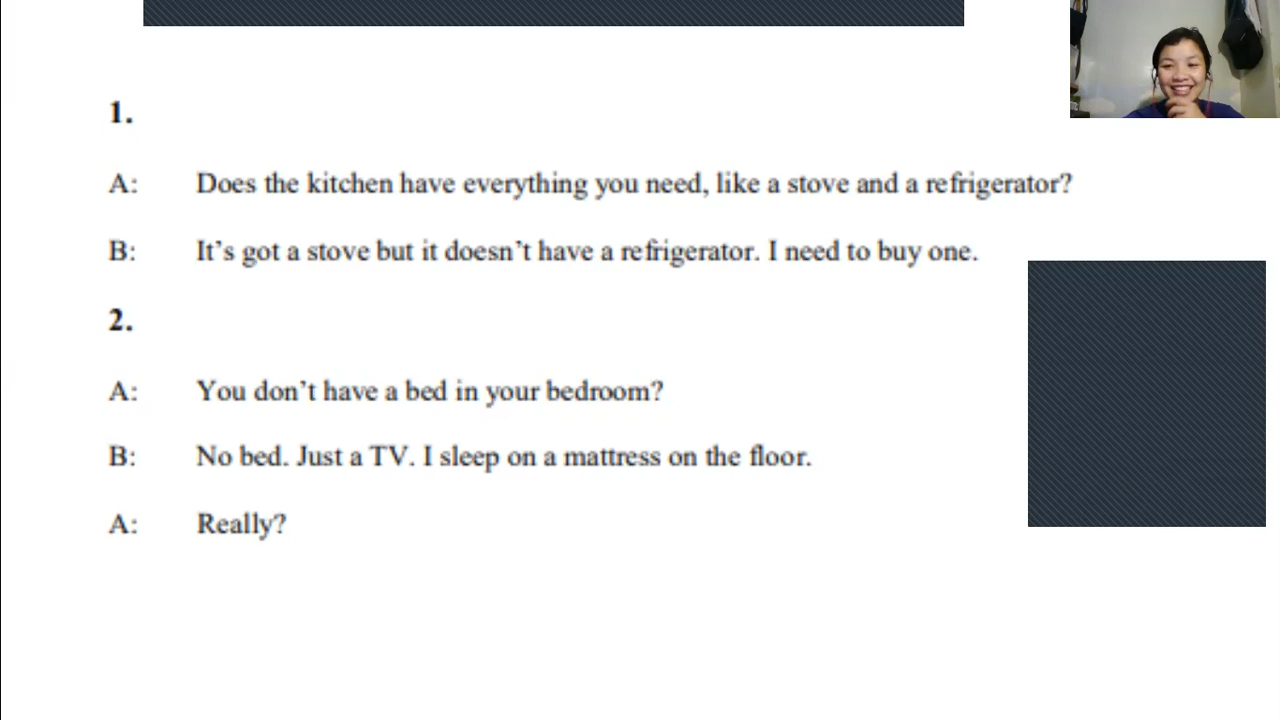 1.
A: Does the kitchen have everything you need, like a stove and a refrigerator?
B: It’s got a stove but it doesn’t have a refrigerator. I need to buy one.
2.
A: You don’t have a bed in your bedroom?
B: No bed. Just a TV. I sleep on a mattress on the floor.
A: Really?